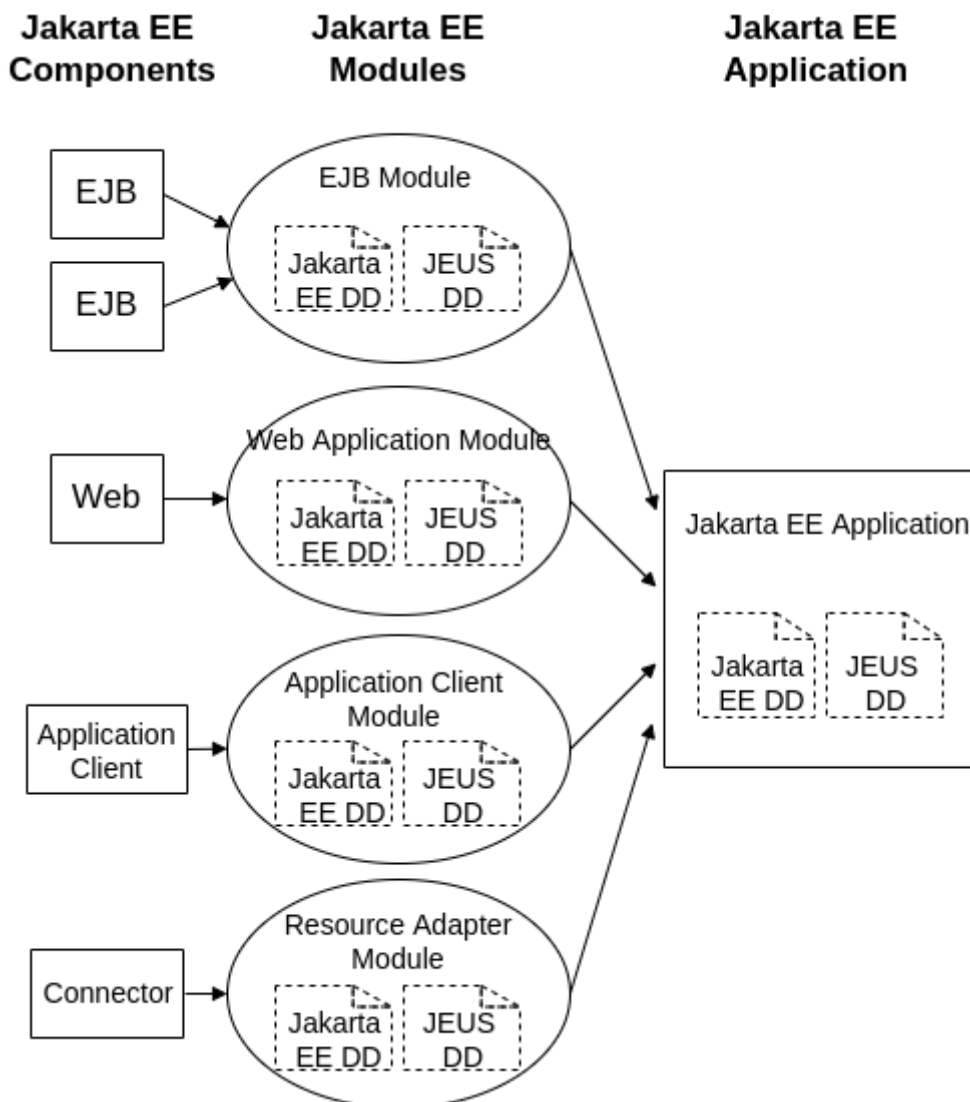 Jakarta EE
Components
Jakarta EE
Modules
Jakarta EE
Application
EJB
EJB
EJB Module
Jakarta
EE DD
JEUS
DD
Web
Web Application Module
Jakarta
EE DD
JEUS
DD
Application
Client
Application Client
Module
Jakarta
EE DD
JEUS
DD
Connector
Resource Adapter
Module
Jakarta
EE DD
JEUS
DD
Jakarta EE Application
Jakarta
EE DD
JEUS
DD